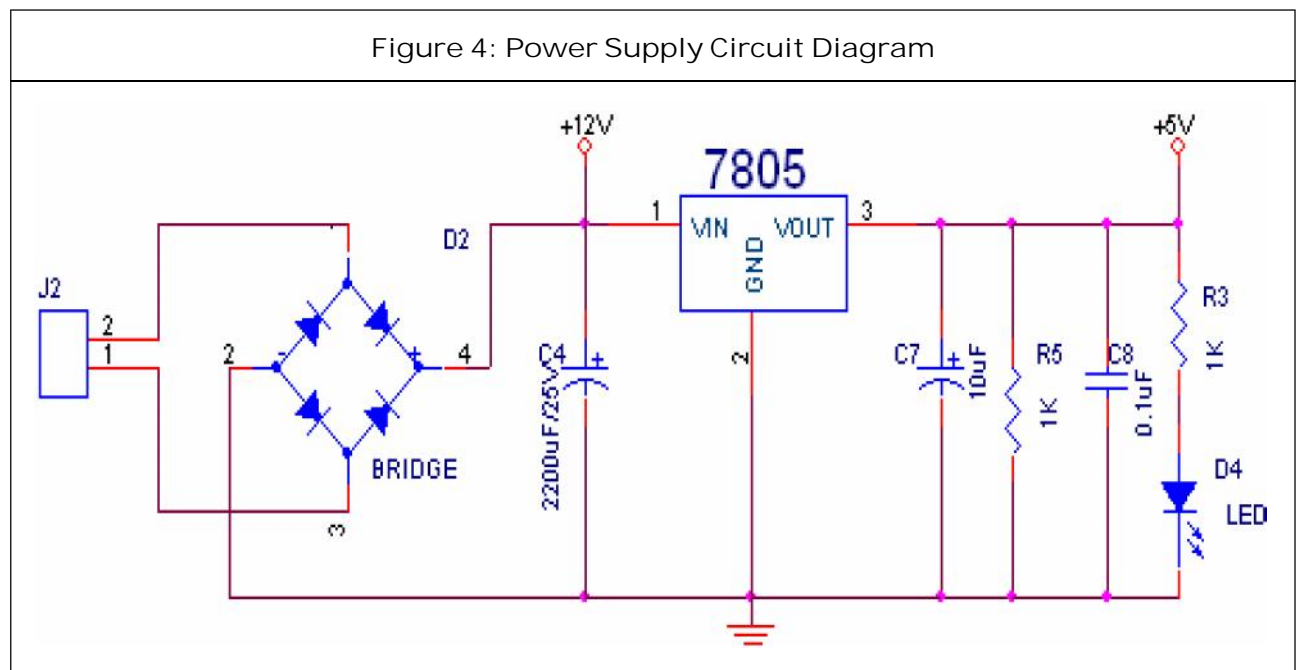 Figure 4: Power Supply Circuit Diagram
+12V
+5V
7805
1
VIN
VOUT
3
GND
2
D2
J2
2
1
2
-
+
4
BRIDGE
3
C4
+
2200uF/25V
C7
+
10uF
R5
1K
C8
0.1uF
R3
1K
D4
LED